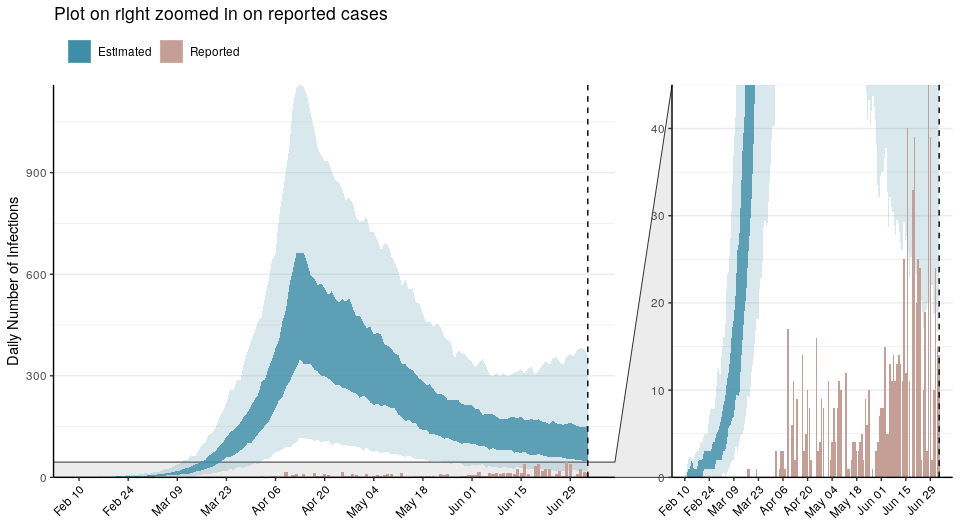 Plot on right zoomed in on reported cases
Estimated Reported
Daily Number of Infections
900
600
300
0
Feb 10 Feb 24 Mar 09 Mar 23 Apr 06 Apr 20 May 04 May 18 Jun 01 Jun 15 Jun 29
40
30
20
10
0
Feb 10 Feb 24 Mar 09 Mar 23 Apr 06 Apr 20 May 04 May 18 Jun 01 Jun 15 Jun 29